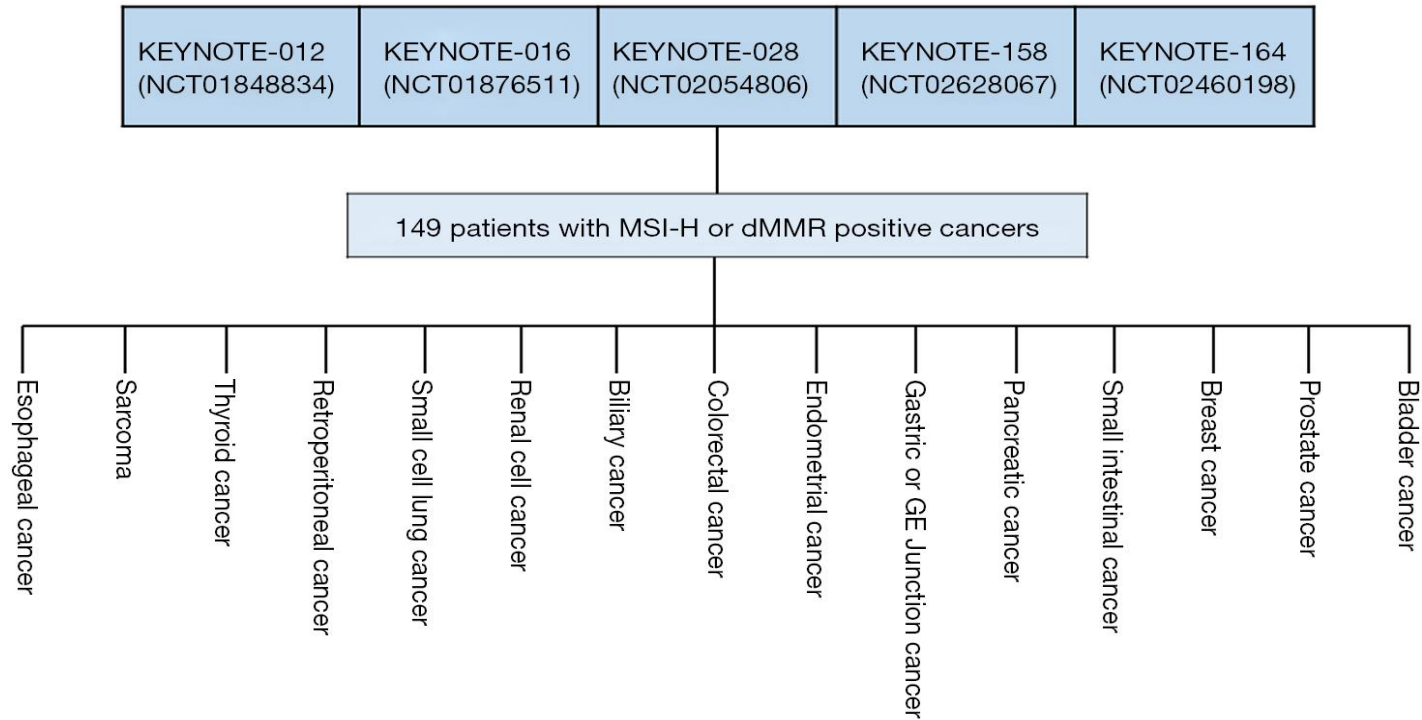 KEYNOTE-012
(NCT01848834)
KEYNOTE-016
(NCT01876511)
KEYNOTE-028
(NCT02054806)
KEYNOTE-158
(NCT02628067)
KEYNOTE-164
(NCT02460198)
149 patients with MSI-H or dMMR positive cancers
Esophageal cancer
Sarcoma
Thyroid cancer
Retroperitoneal cancer
Small cell lung cancer
Renal cell cancer
Biliary cancer
Colorectal cancer
Endometrial cancer
Gastric or GE Junction cancer
Pancreatic cancer
Small intestinal cancer
Breast cancer
Prostate cancer
Bladder cancer